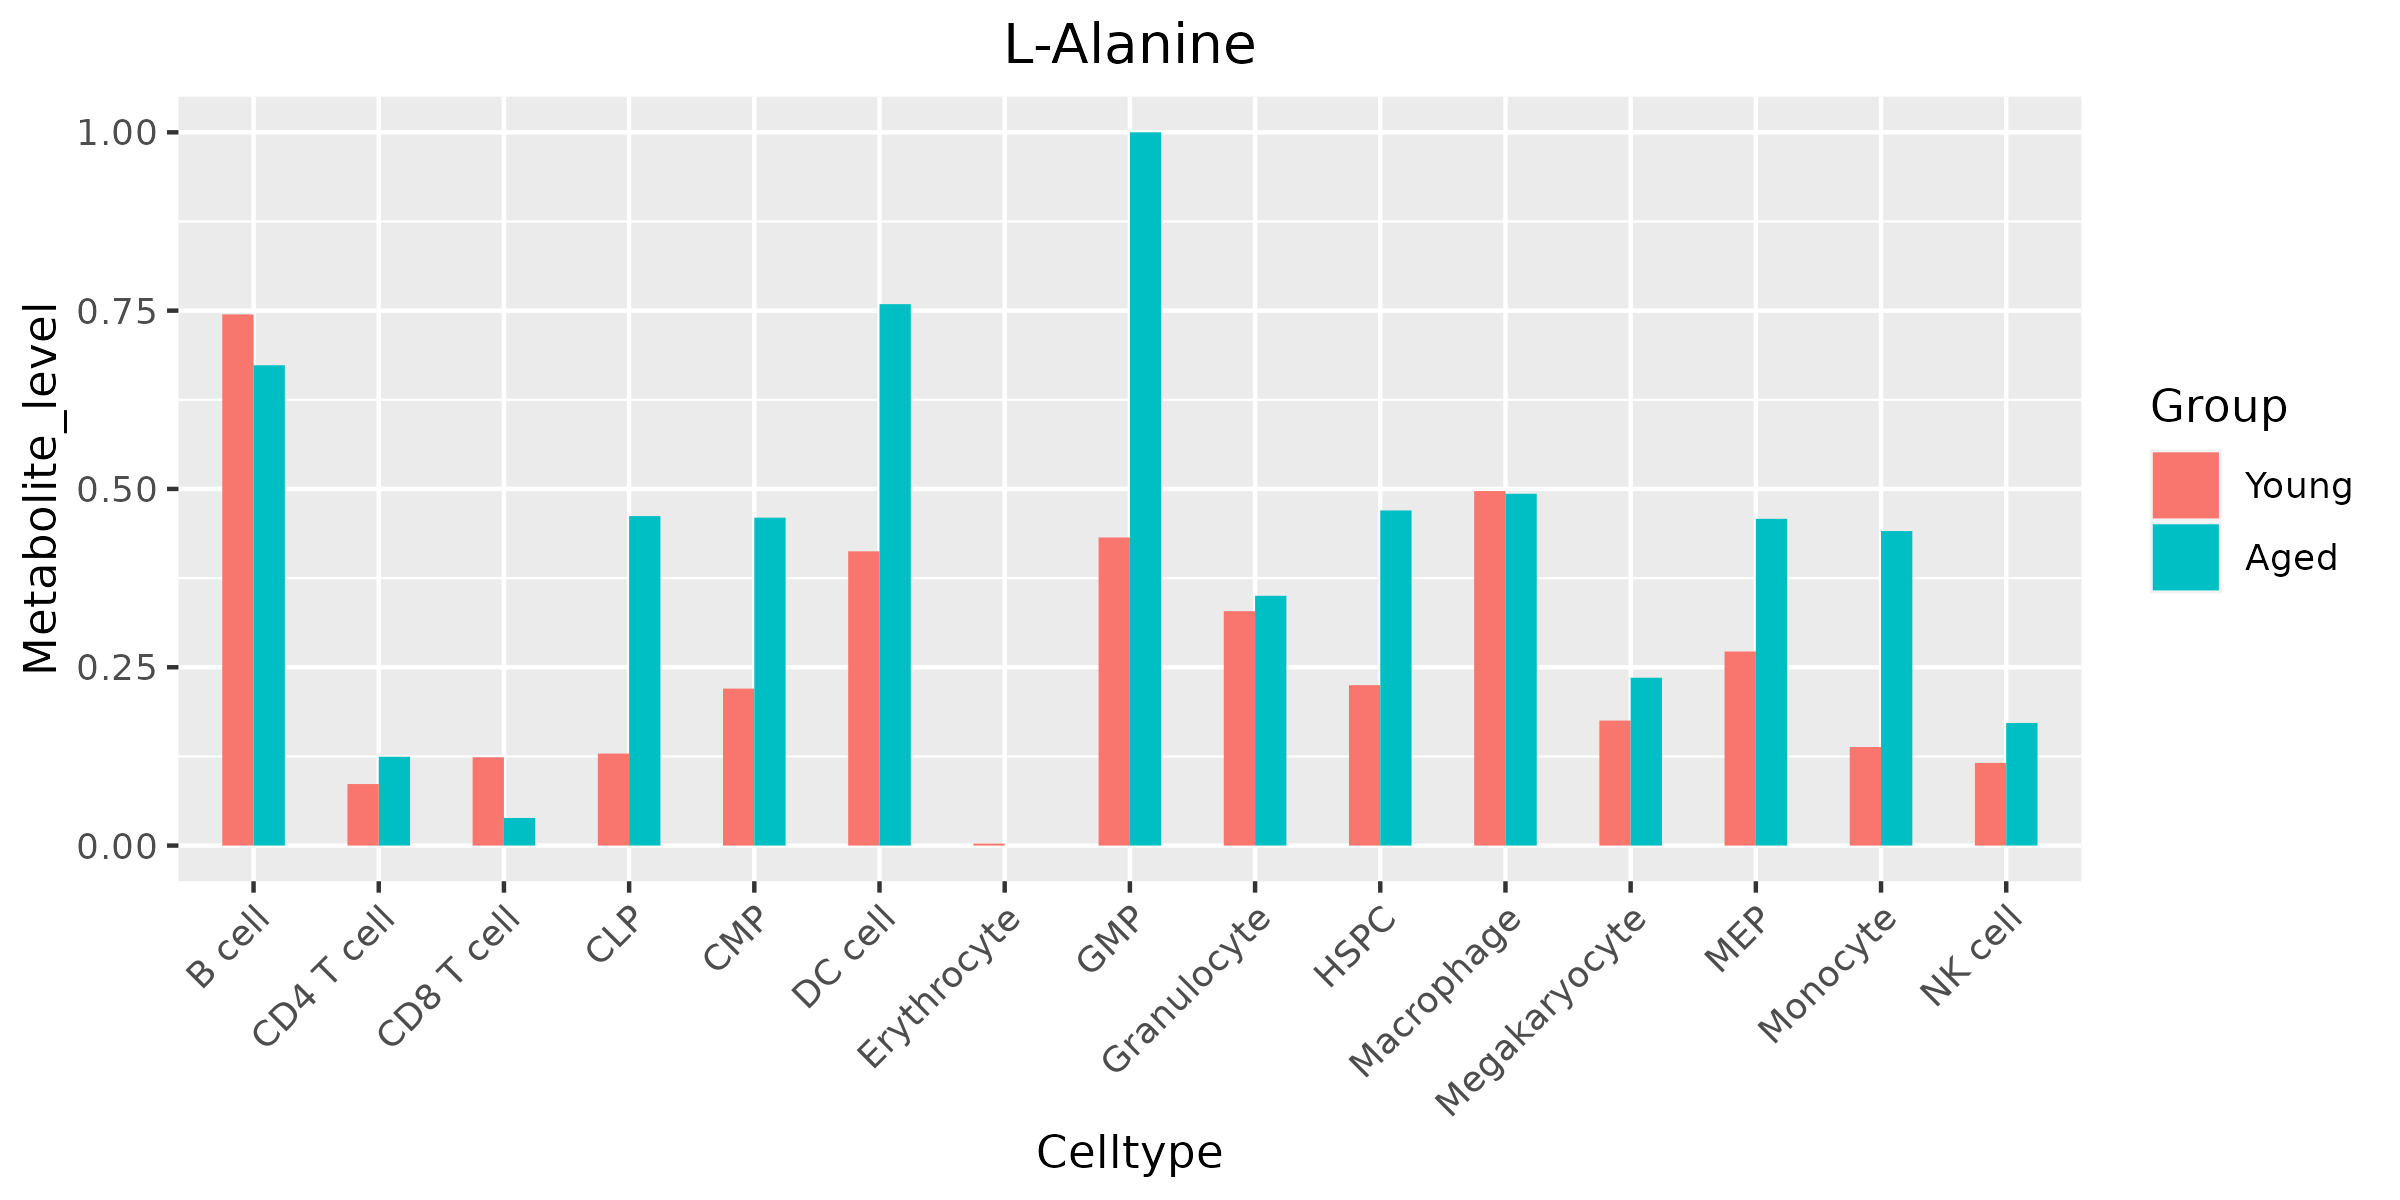 L-Alanine
Metabolite_level
1.00
0.75
0.50
0.25
0.00
B cell
CD4 T cell
CD8 T cell
CLP
CMP
DC cell
Erythrocyte
GMP
Granulocyte
HSPC
Macrophage
Megakaryocyte
MEP
Monocyte
NK cell
Celltype
Group
Young
Aged